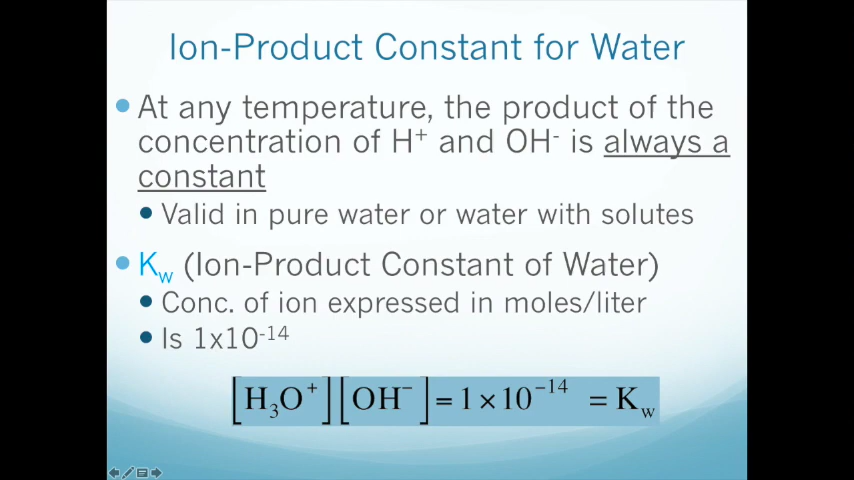 Ion-Product Constant for Water
• At any temperature, the product of the
concentration of H⁺ and OH⁻ is always a
constant
• Valid in pure water or water with solutes
• K_w (Ion-Product Constant of Water)
• Conc. of ion expressed in moles/liter
• Is 1x10⁻¹⁴
[H₃O⁺][OH⁻] = 1 × 10⁻¹⁴ = K_w